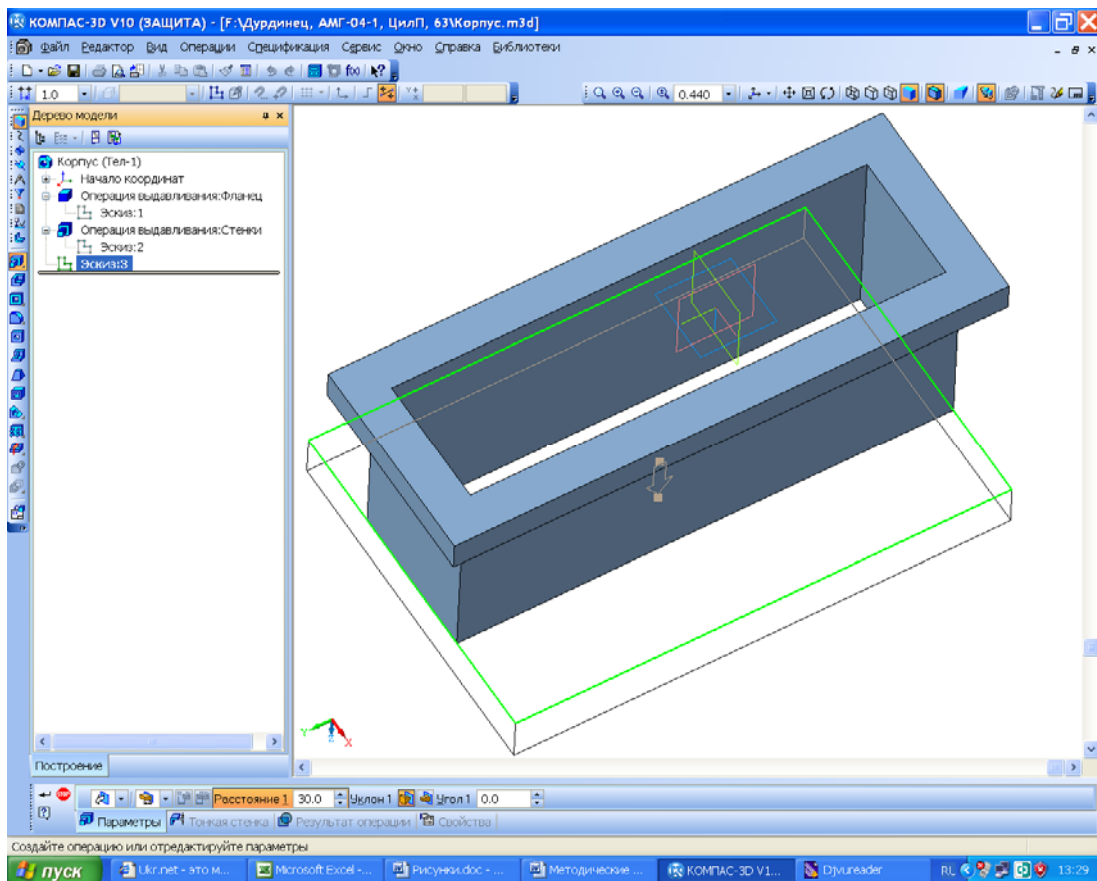 КОМПАС-3D V10 (ЗАЩИТА) - [F:\Дурдинец, АМГ-04-1, ЦилП, 63\Корпус.m3d]
Файл Редактор Вид Операции Спецификация Сервис Окно Справка Библиотеки
1.0 0.440
Дерево модели
Корпус (Тел-1)
Начало координат
Операция выдавливания:Фланец
Эскиз:1
Операция выдавливания:Стенки
Эскиз:2
Эскиз:3
Y Z X
Построение
Расстояние 1 30.0 Уклон 1 Угол 1 0.0
Параметры Тонкая стенка Результат операции Свойства
Создайте операцию или отредактируйте параметры
пуск Ukr.net - это м... Microsoft Excel -... Рисунки.doc - ... Методические ... КОМПАС-3D V1... Djvureader RL 13:29